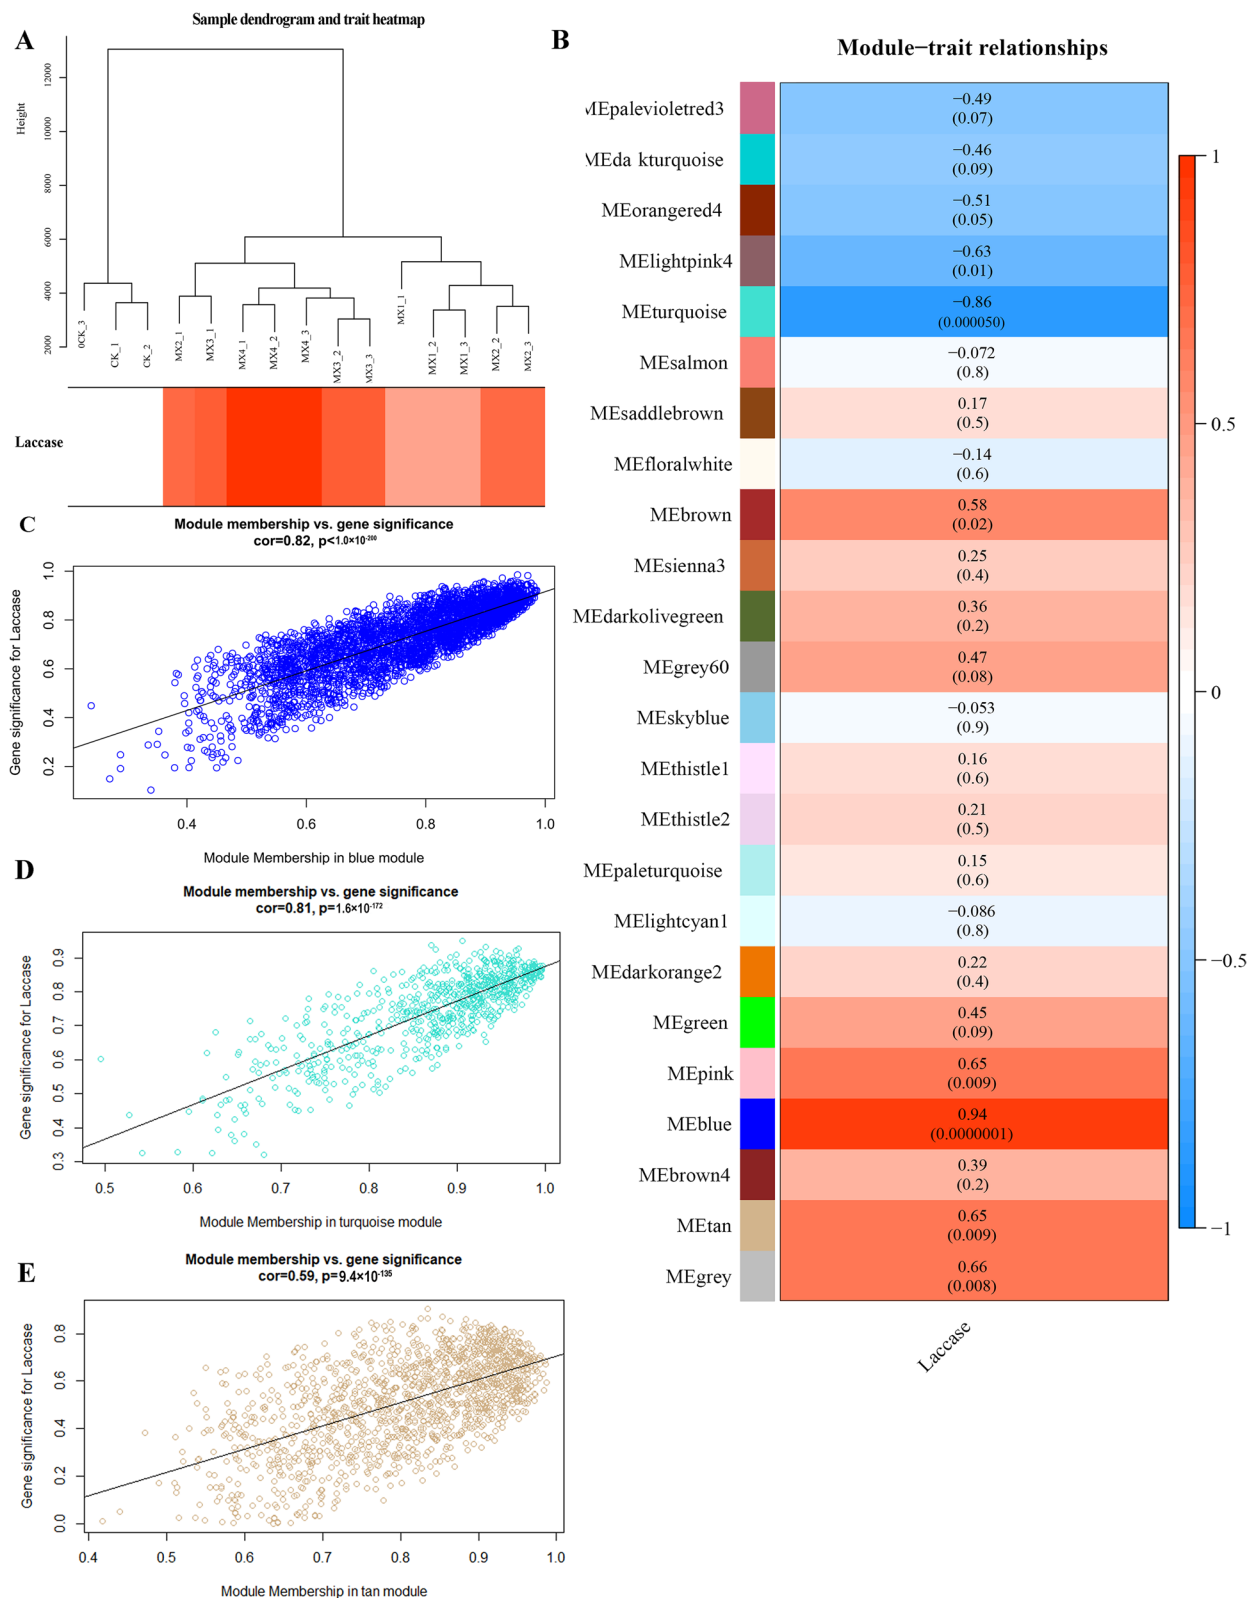 Sample dendrogram and trait heatmap
A
Height
12000
10000
8000
6000
4000
2000
0CK_3
CK_1
CK_2
MX2_1
MX3_1
MX4_1
MX4_2
MX4_3
MX3_2
MX3_3
MX1_1
MX1_2
MX1_3
MX2_2
MX2_3
Laccase
B
Module−trait relationships
MEpalevioletred3
−0.49
(0.07)
MEda kturquoise
−0.46
(0.09)
MEorangered4
−0.51
(0.05)
MElightpink4
−0.63
(0.01)
MEturquoise
−0.86
(0.000050)
MEsalmon
−0.072
(0.8)
MEsaddlebrown
0.17
(0.5)
MEfloralwhite
−0.14
(0.6)
MEbrown
0.58
(0.02)
MEsienna3
0.25
(0.4)
MEdarkolivegreen
0.36
(0.2)
MEgrey60
0.47
(0.08)
MEskyblue
−0.053
(0.9)
MEthistle1
0.16
(0.6)
MEthistle2
0.21
(0.5)
MEpaleturquoise
0.15
(0.6)
MElightcyan1
−0.086
(0.8)
MEdarkorange2
0.22
(0.4)
MEgreen
0.45
(0.09)
MEpink
0.65
(0.009)
MEblue
0.94
(0.0000001)
MEbrown4
0.39
(0.2)
MEtan
0.65
(0.009)
MEgrey
0.66
(0.008)
Laccase
1
0.5
0
−0.5
−1
C
Module membership vs. gene significance
cor=0.82, p<1.0×10-200
Gene significance for Laccase
1.0
0.8
0.6
0.4
0.2
0.4 0.6 0.8 1.0
Module Membership in blue module
D
Module membership vs. gene significance
cor=0.81, p=1.6×10-172
Gene significance for Laccase
0.9
0.8
0.7
0.6
0.5
0.4
0.3
0.5 0.6 0.7 0.8 0.9 1.0
Module Membership in turquoise module
E
Module membership vs. gene significance
cor=0.59, p=9.4×10-135
Gene significance for Laccase
0.8
0.6
0.4
0.2
0.0
0.4 0.5 0.6 0.7 0.8 0.9 1.0
Module Membership in tan module